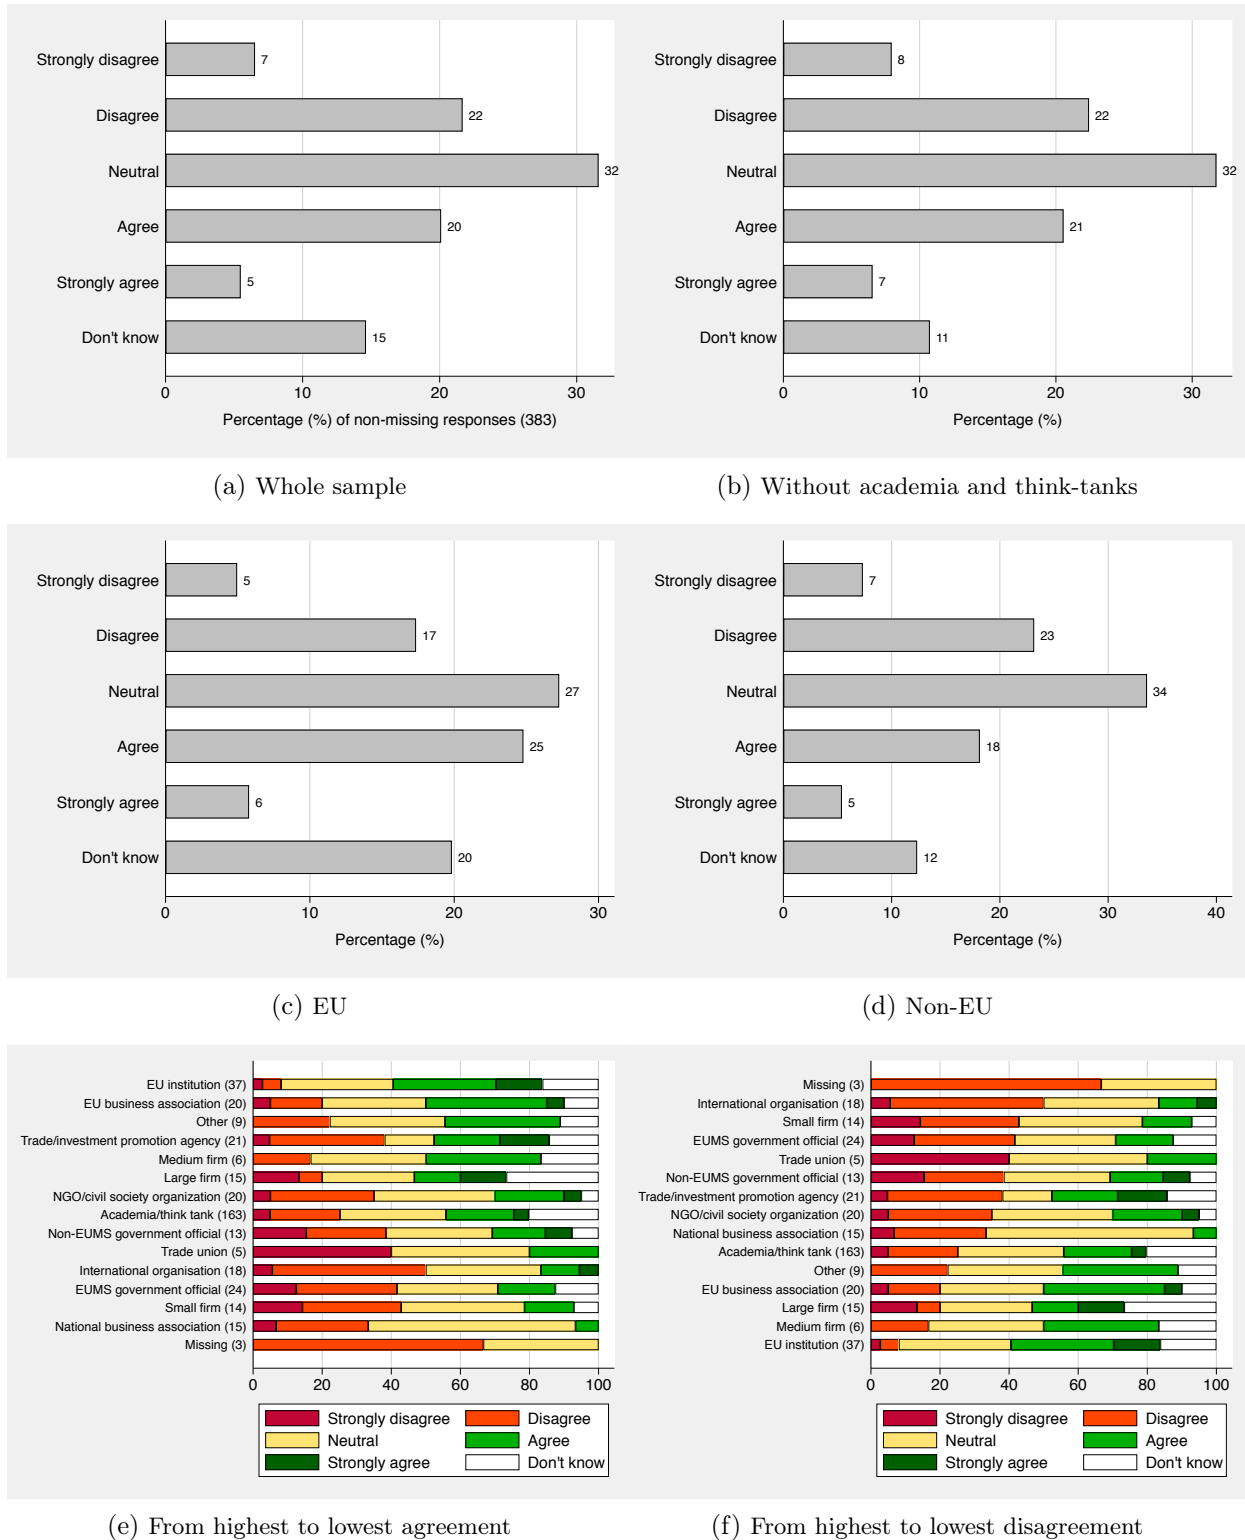 Strongly disagree 7
Disagree 22
Neutral 32
Agree 20
Strongly agree 5
Don't know 15
0 10 20 30
Percentage (%) of non-missing responses (383)
(a) Whole sample
Strongly disagree 8
Disagree 22
Neutral 32
Agree 21
Strongly agree 7
Don't know 11
0 10 20 30
Percentage (%)
(b) Without academia and think-tanks
Strongly disagree 5
Disagree 17
Neutral 27
Agree 25
Strongly agree 6
Don't know 20
0 10 20 30
Percentage (%)
(c) EU
Strongly disagree 7
Disagree 23
Neutral 34
Agree 18
Strongly agree 5
Don't know 12
0 10 20 30 40
Percentage (%)
(d) Non-EU
EU institution (37)
EU business association (20)
Other (9)
Trade/investment promotion agency (21)
Medium firm (6)
Large firm (15)
NGO/civil society organization (20)
Academia/think tank (163)
Non-EUMS government official (13)
Trade union (5)
International organisation (18)
EUMS government official (24)
Small firm (14)
National business association (15)
Missing (3)
0 20 40 60 80 100
Strongly disagree Disagree
Neutral Agree
Strongly agree Don't know
(e) From highest to lowest agreement
Missing (3)
International organisation (18)
Small firm (14)
EUMS government official (24)
Trade union (5)
Non-EUMS government official (13)
Trade/investment promotion agency (21)
NGO/civil society organization (20)
National business association (15)
Academia/think tank (163)
Other (9)
EU business association (20)
Large firm (15)
Medium firm (6)
EU institution (37)
0 20 40 60 80 100
Strongly disagree Disagree
Neutral Agree
Strongly agree Don't know
(f) From highest to lowest disagreement